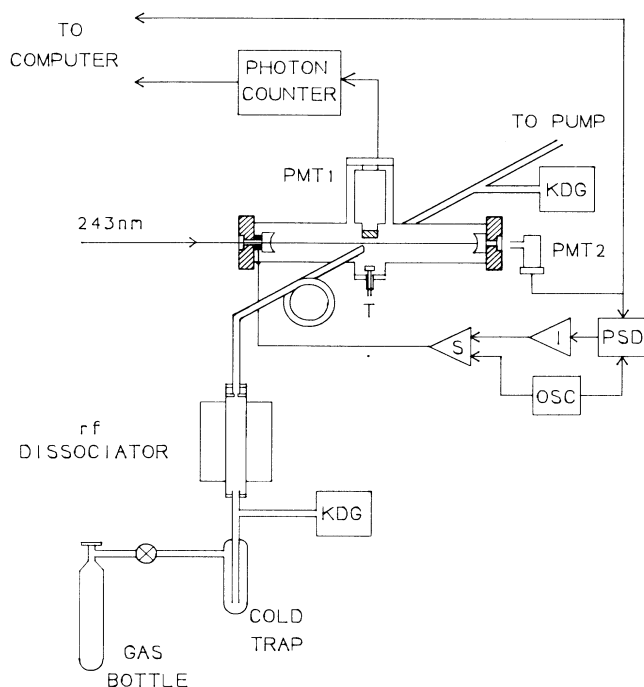 TO
COMPUTER
PHOTON
COUNTER
TO PUMP
PMT1
KDG
243nm
PMT2
T
S
I
PSD
OSC
rf
DISSOCIATOR
KDG
COLD
TRAP
GAS
BOTTLE